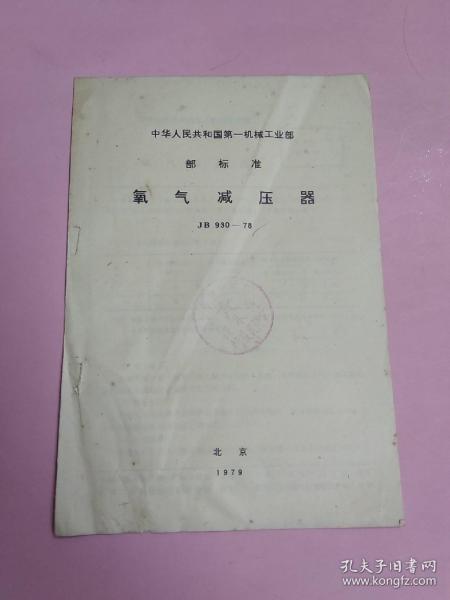 中华人民共和国第一机械工业部
部标准
氧气减压器
JB 930—78
北京
1979
孔夫子旧书网
www.kongfz.com